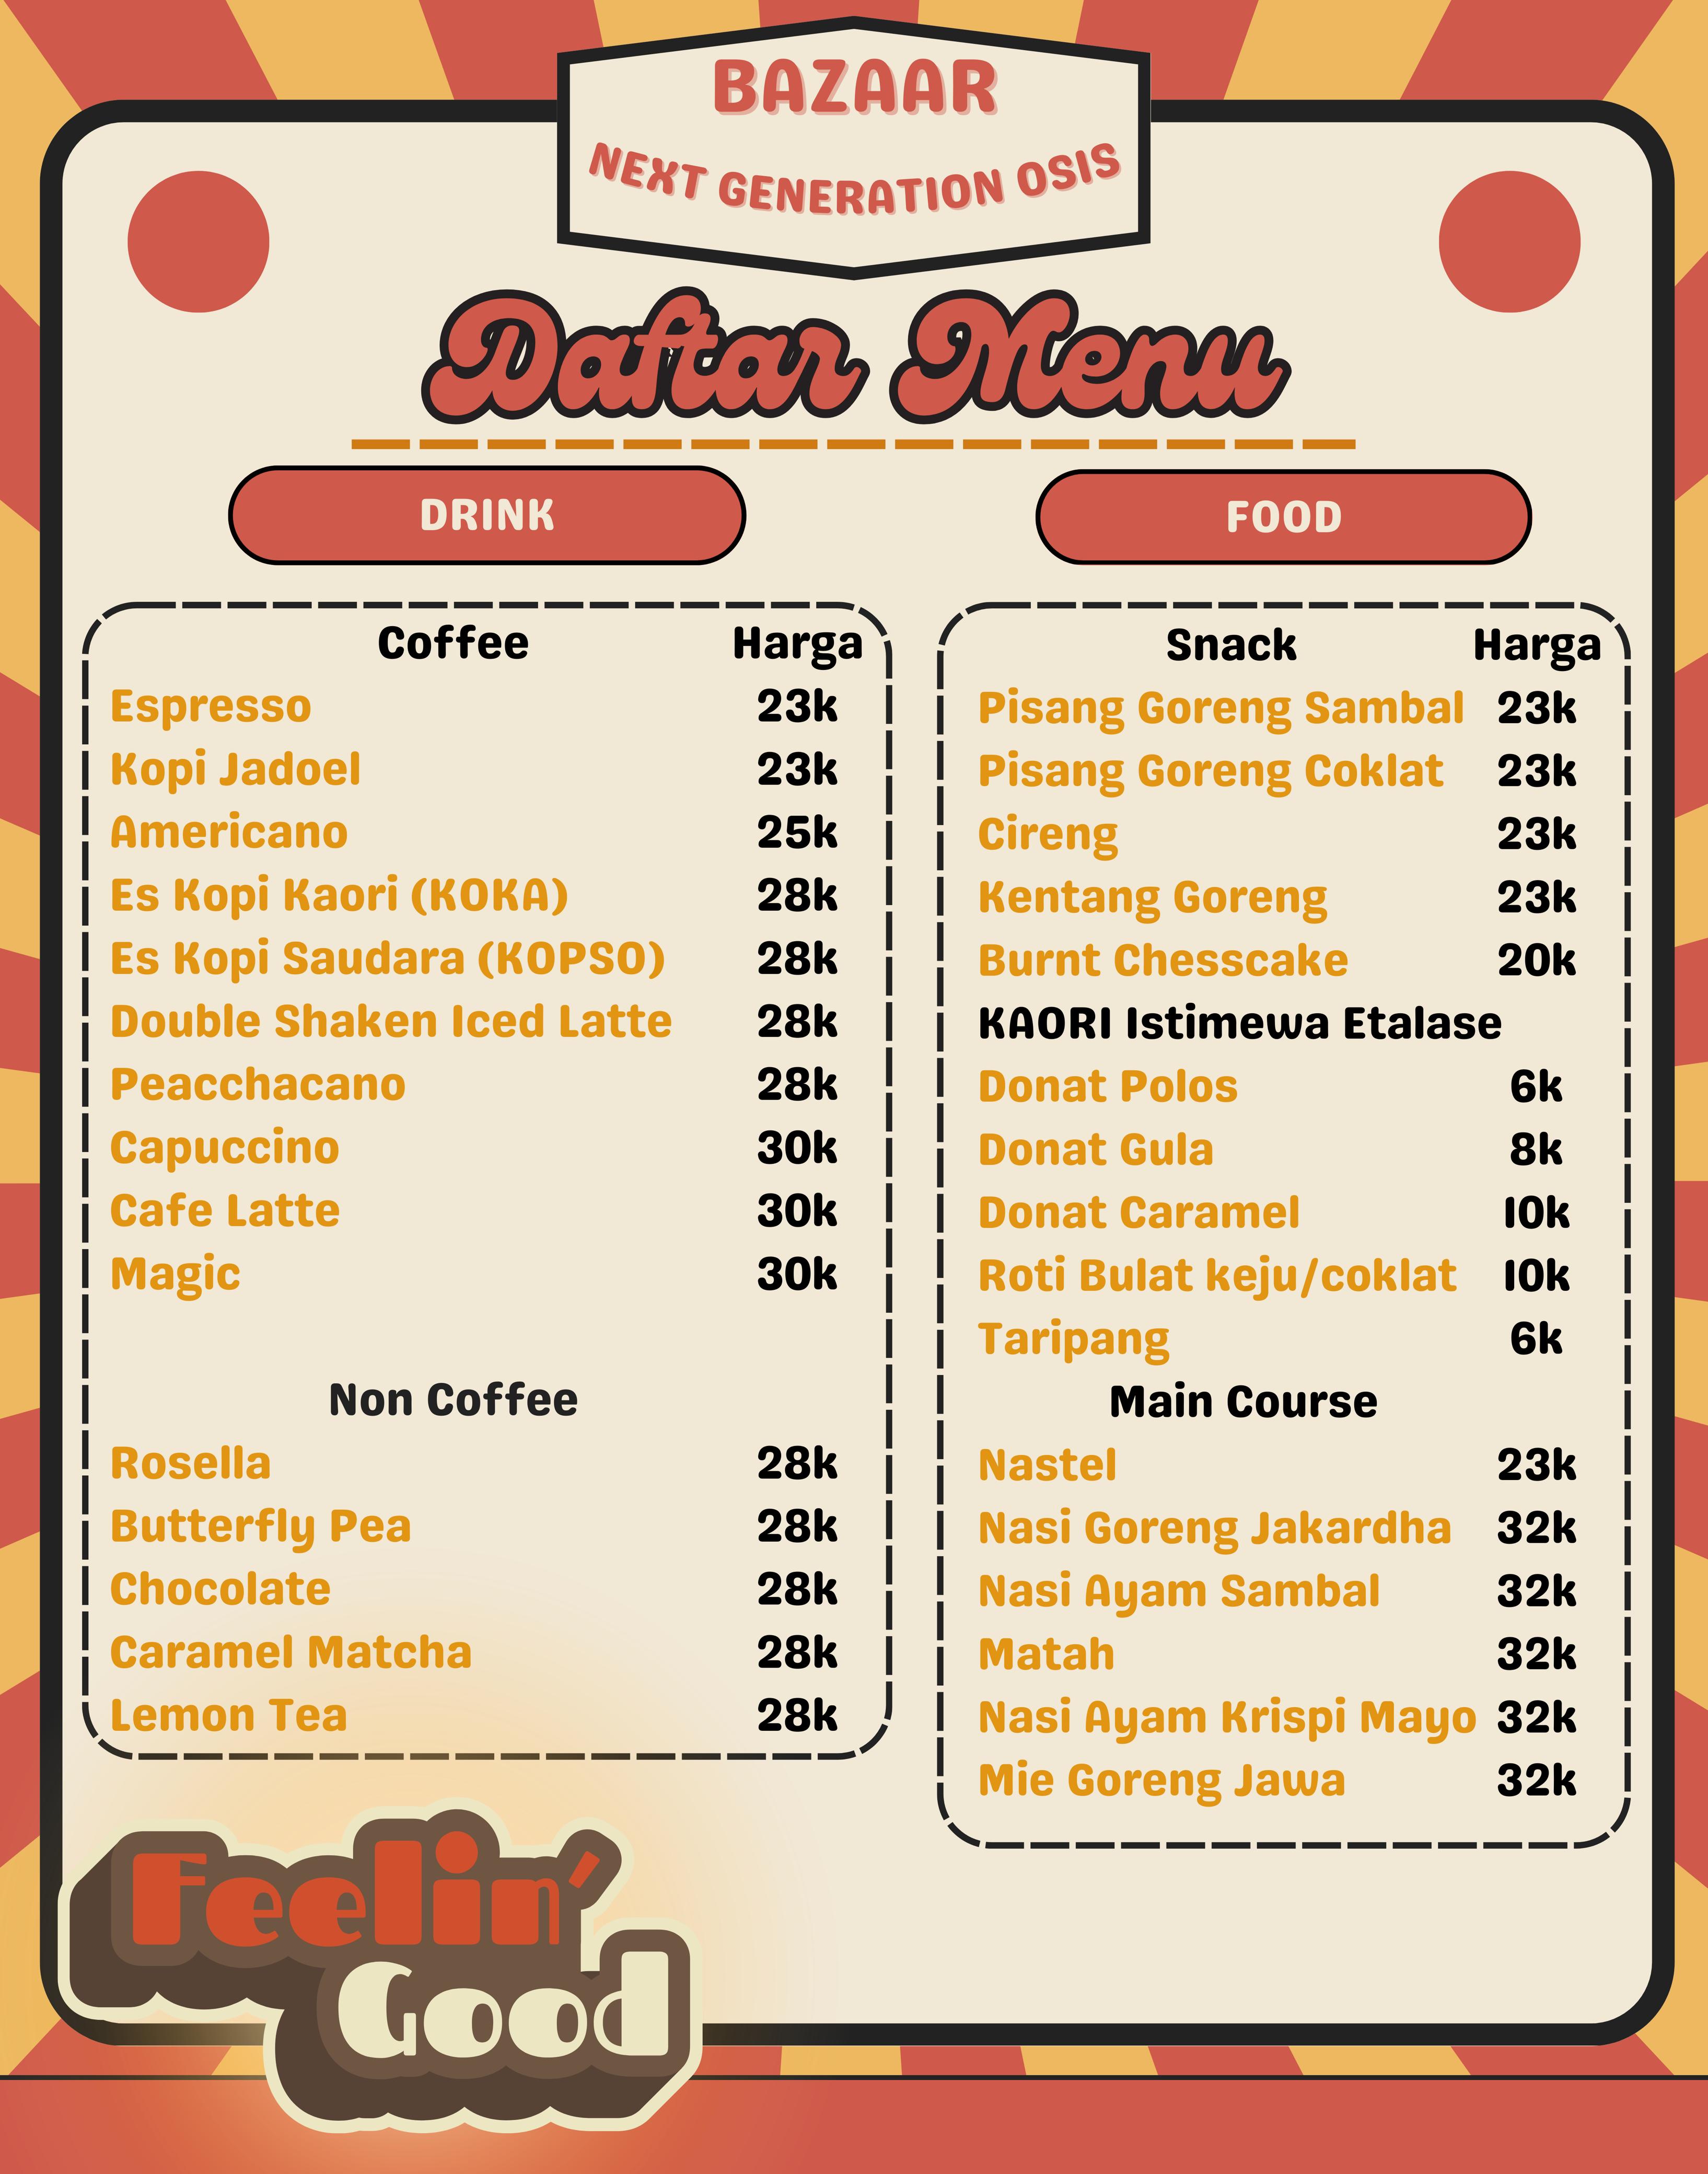 BAZAAR
NEXT GENERATION OSIS
Daftar Menu
DRINK
Coffee Harga
Espresso 23k
Kopi Jadoel 23k
Americano 25k
Es Kopi Kaori (KOKA) 28k
Es Kopi Saudara (KOPSO) 28k
Double Shaken Iced Latte 28k
Peacchacano 28k
Capuccino 30k
Cafe Latte 30k
Magic 30k
Non Coffee
Rosella 28k
Butterfly Pea 28k
Chocolate 28k
Caramel Matcha 28k
Lemon Tea 28k
FOOD
Snack Harga
Pisang Goreng Sambal 23k
Pisang Goreng Coklat 23k
Cireng 23k
Kentang Goreng 23k
Burnt Chesscake 20k
KAORI Istimewa Etalase
Donat Polos 6k
Donat Gula 8k
Donat Caramel 10k
Roti Bulat keju/coklat 10k
Taripang 6k
Main Course
Nastel 23k
Nasi Goreng Jakardha 32k
Nasi Ayam Sambal 32k
Matah 32k
Nasi Ayam Krispi Mayo 32k
Mie Goreng Jawa 32k
Feelin'
Good